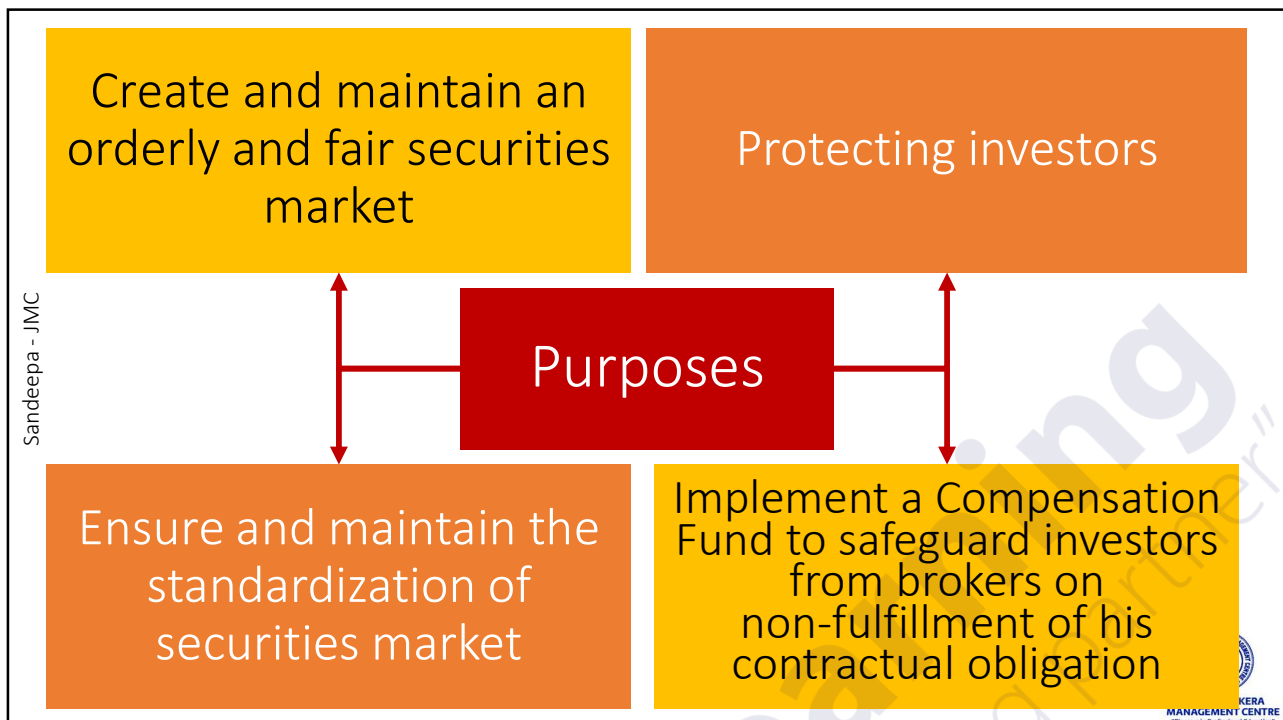 Create and maintain an
orderly and fair securities
market
Protecting investors
Sandeepa - JMC
Purposes
Ensure and maintain the
standardization of
securities market
Implement a Compensation
Fund to safeguard investors
from brokers on
non-fulfillment of his
contractual obligation
KERA
MANAGEMENT CENTRE